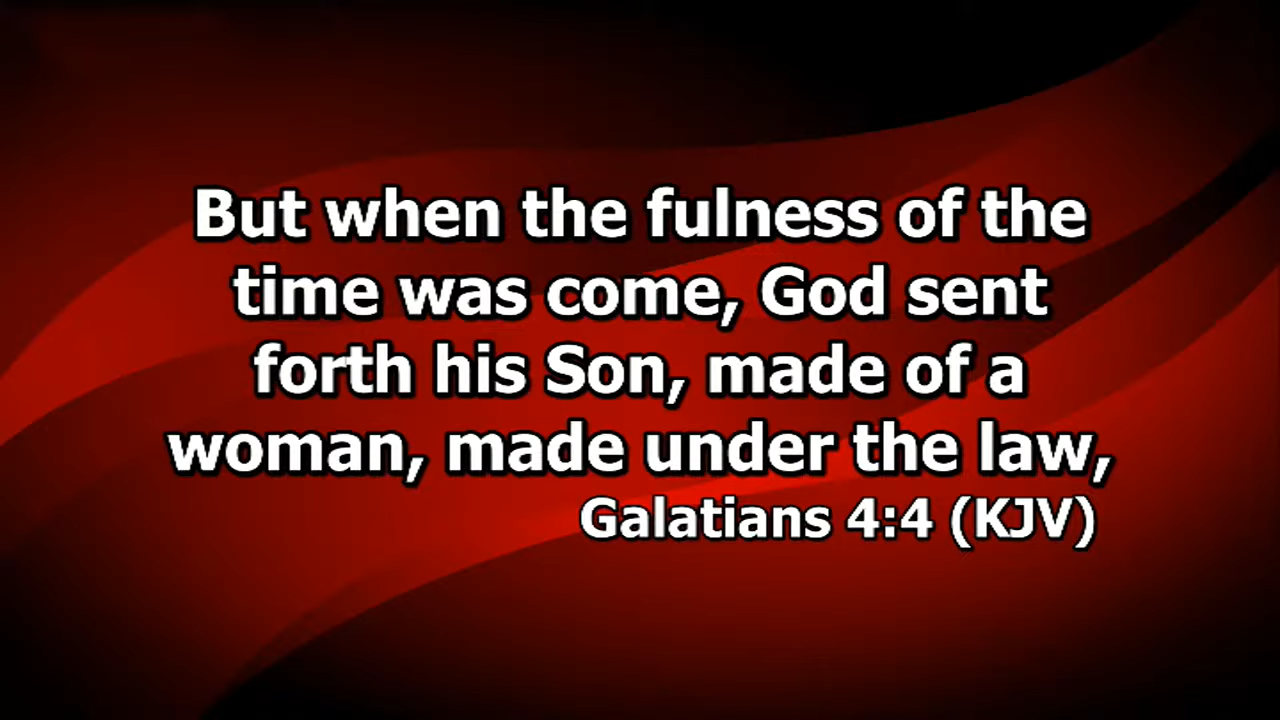 But when the fulness of the
time was come, God sent
forth his Son, made of a
woman, made under the law,
Galatians 4:4 (KJV)